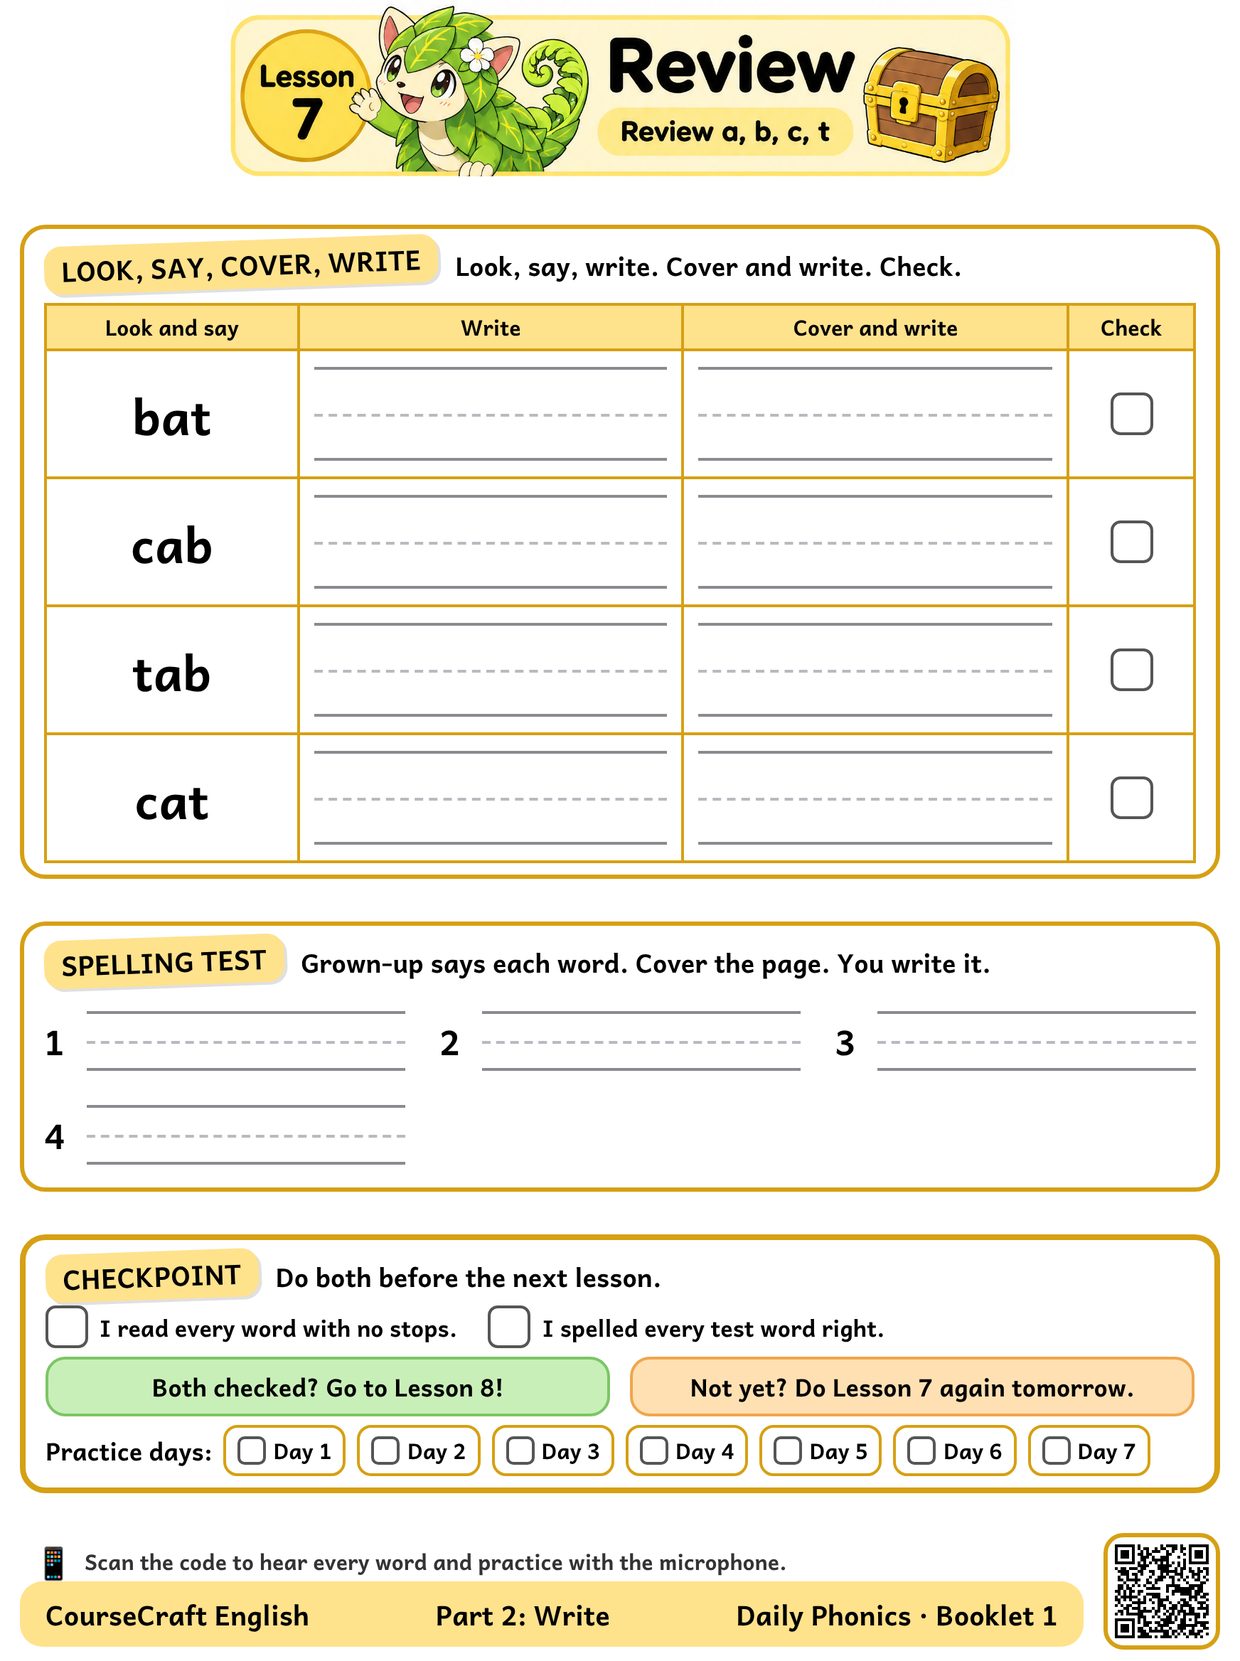 Lesson
7
Review
Review a, b, c, t
LOOK, SAY, COVER, WRITE Look, say, write. Cover and write. Check.
Look and say Write Cover and write Check
bat
cab
tab
cat
SPELLING TEST Grown-up says each word. Cover the page. You write it.
1 2 3
4
CHECKPOINT Do both before the next lesson.
I read every word with no stops. I spelled every test word right.
Both checked? Go to Lesson 8! Not yet? Do Lesson 7 again tomorrow.
Practice days: Day 1 Day 2 Day 3 Day 4 Day 5 Day 6 Day 7
Scan the code to hear every word and practice with the microphone.
CourseCraft English Part 2: Write Daily Phonics · Booklet 1